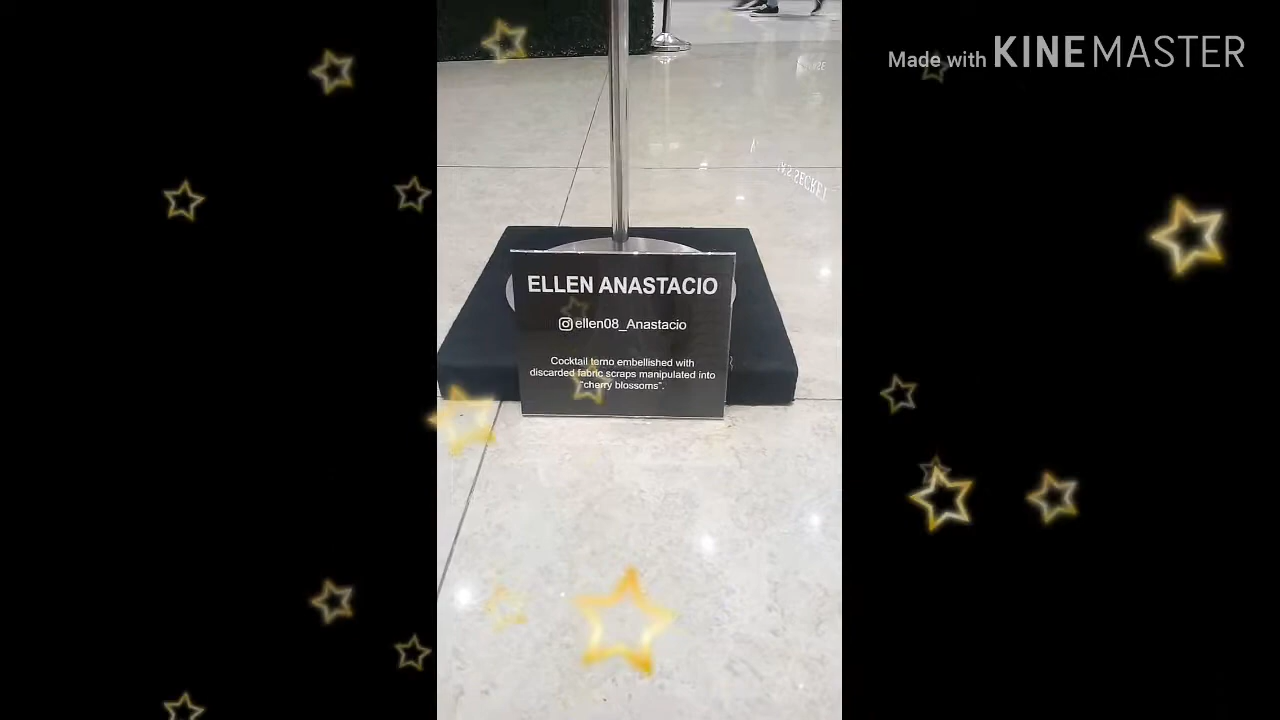 Made with KINEMASTER
ELLEN ANASTACIO
ellen08_Anastacio
Cocktail terno embellished with
discarded fabric scraps manipulated into
“cherry blossoms”.